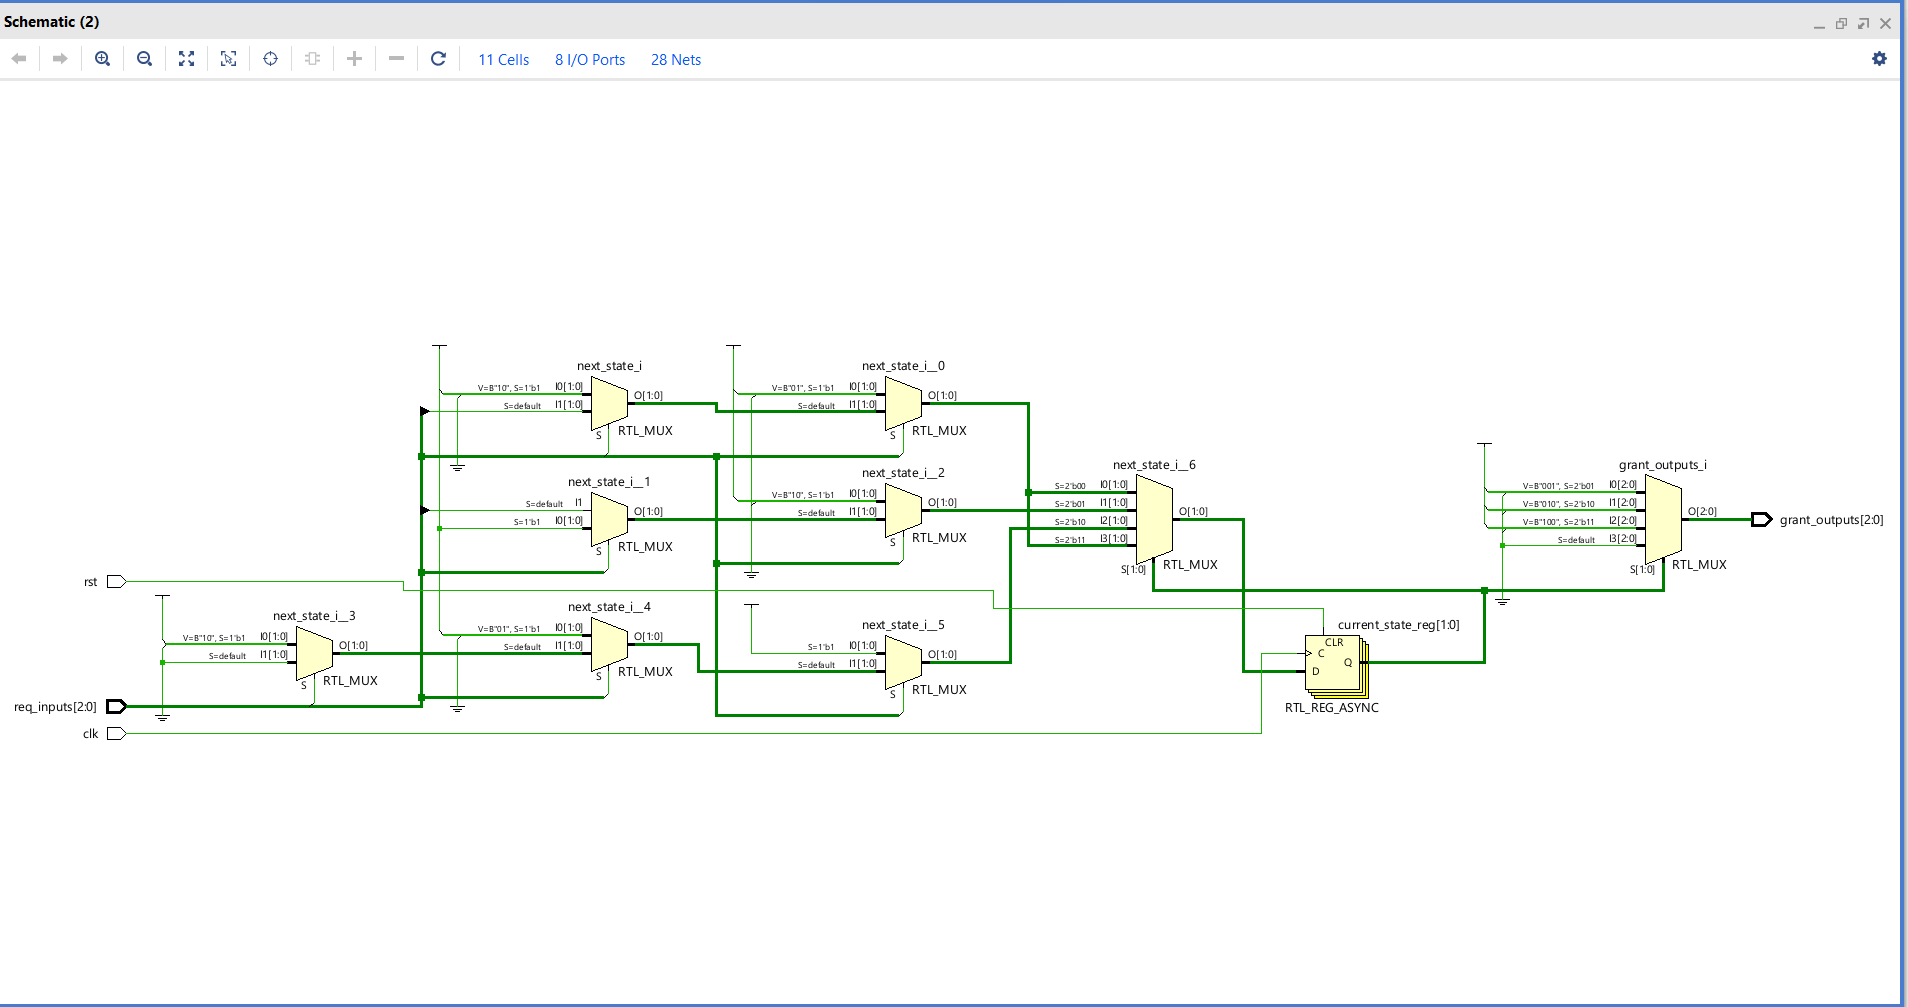 Schematic (2)
11 Cells 8 I/O Ports 28 Nets
next_state_i
V=B"10", S=1'b1 I0[1:0]
S=default I1[1:0]
O[1:0]
S
RTL_MUX
next_state_i__0
V=B"01", S=1'b1 I0[1:0]
S=default I1[1:0]
O[1:0]
S
RTL_MUX
next_state_i__1
S=default I1
S=1'b1 I0[1:0]
O[1:0]
S
RTL_MUX
next_state_i__2
V=B"10", S=1'b1 I0[1:0]
S=default I1[1:0]
O[1:0]
S
RTL_MUX
next_state_i__6
S=2'b00 I0[1:0]
S=2'b01 I1[1:0]
S=2'b10 I2[1:0]
S=2'b11 I3[1:0]
O[1:0]
S[1:0]
RTL_MUX
grant_outputs_i
V=B"001", S=2'b01 I0[2:0]
V=B"010", S=2'b10 I1[2:0]
V=B"100", S=2'b11 I2[2:0]
S=default I3[2:0]
O[2:0]
S[1:0]
RTL_MUX
grant_outputs[2:0]
rst
next_state_i__3
V=B"10", S=1'b1 I0[1:0]
S=default I1[1:0]
O[1:0]
S
RTL_MUX
next_state_i__4
V=B"01", S=1'b1 I0[1:0]
S=default I1[1:0]
O[1:0]
S
RTL_MUX
next_state_i__5
S=1'b1 I0[1:0]
S=default I1[1:0]
O[1:0]
S
RTL_MUX
current_state_reg[1:0]
CLR
C
Q
D
RTL_REG_ASYNC
req_inputs[2:0]
clk